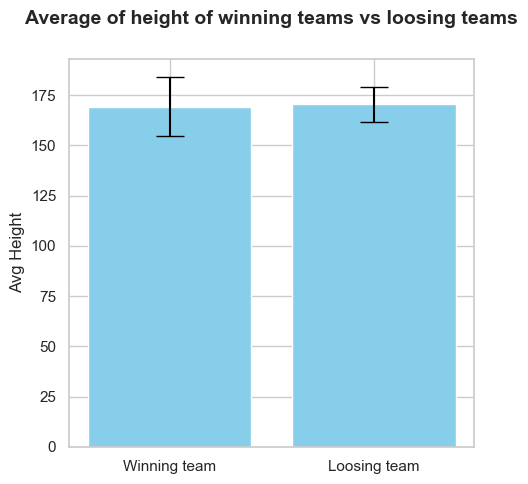 Average of height of winning teams vs loosing teams
175
150
125
100
75
50
25
0
Avg Height
Winning team
Loosing team